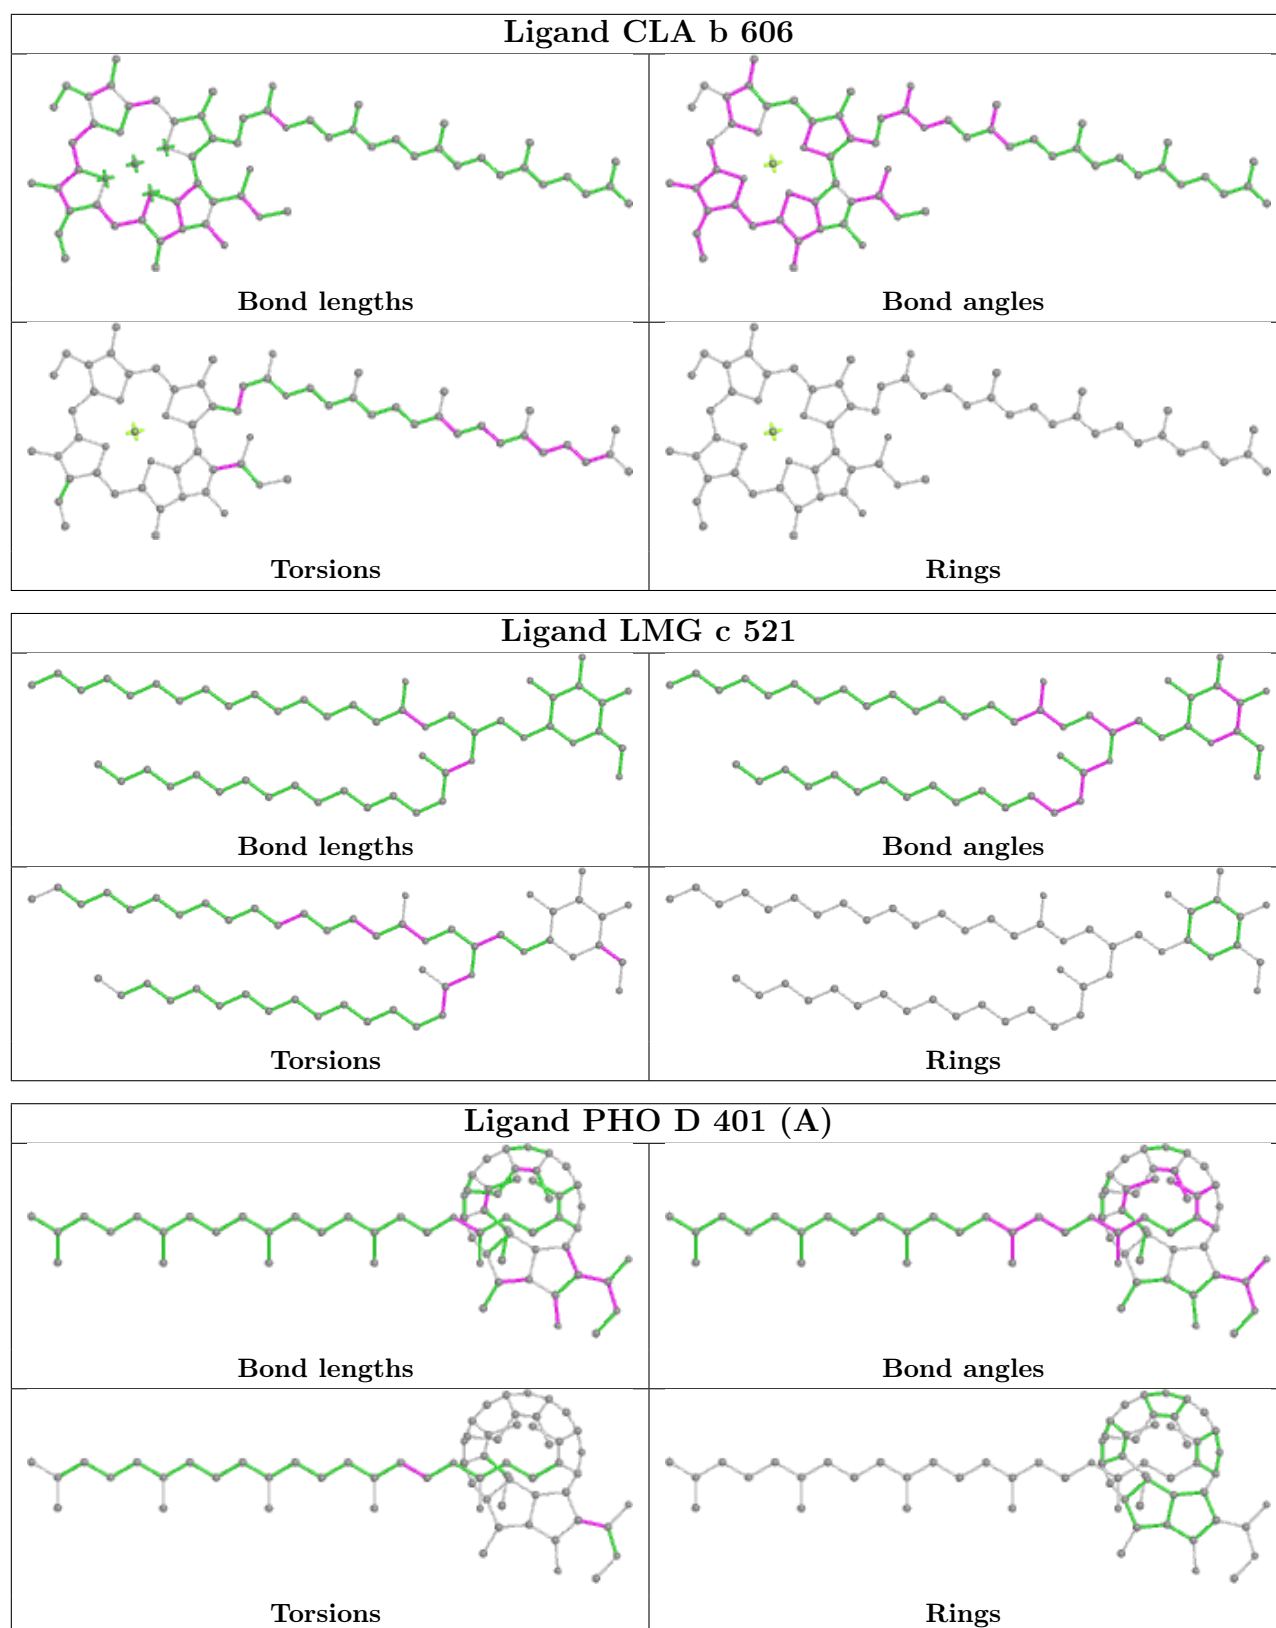 Ligand CLA b 606
Bond lengths
Bond angles
Torsions
Rings
Ligand LMG c 521
Bond lengths
Bond angles
Torsions
Rings
Ligand PHO D 401 (A)
Bond lengths
Bond angles
Torsions
Rings